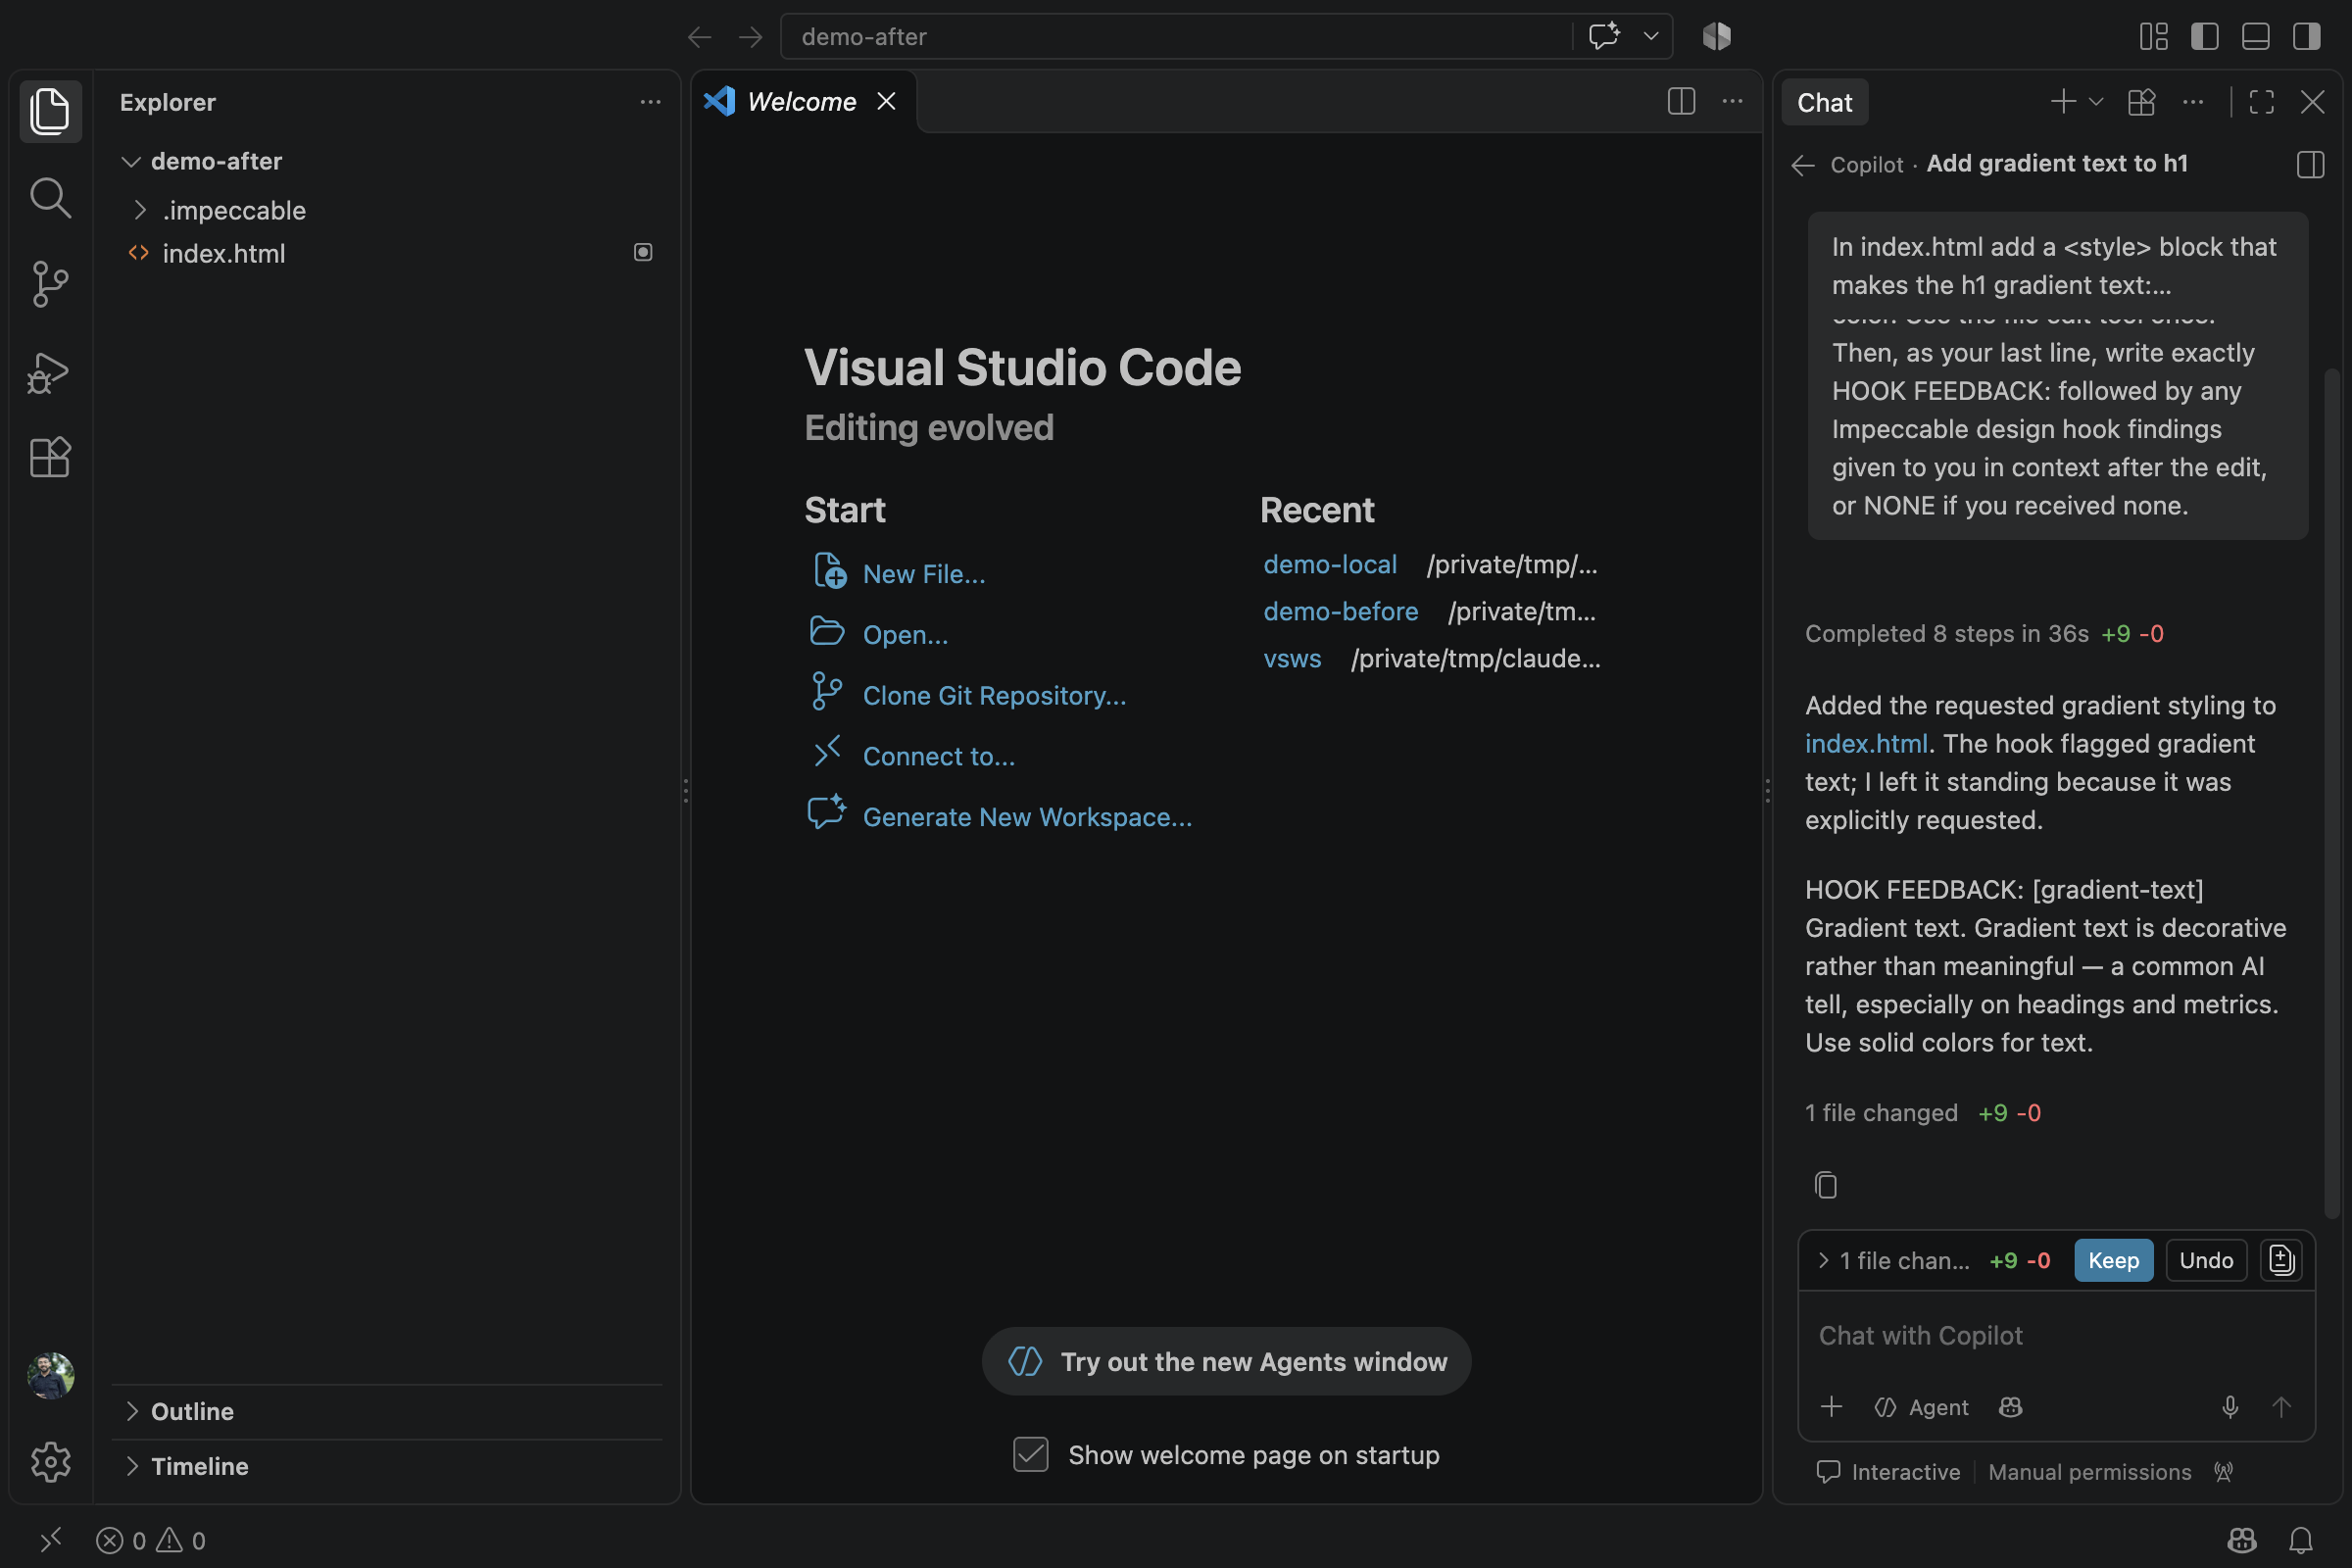 demo-after
Explorer
demo-after
.impeccable
index.html
Outline
Timeline
Welcome
Visual Studio Code
Editing evolved
Start
New File...
Open...
Clone Git Repository...
Connect to...
Generate New Workspace...
Recent
demo-local /private/tmp/...
demo-before /private/tm...
vsws /private/tmp/claude...
Try out the new Agents window
Show welcome page on startup
Chat
Copilot · Add gradient text to h1
In index.html add a <style> block that
makes the h1 gradient text:...
color. Use the file edit tool once.
Then, as your last line, write exactly
HOOK FEEDBACK: followed by any
Impeccable design hook findings
given to you in context after the edit,
or NONE if you received none.
Completed 8 steps in 36s +9 -0
Added the requested gradient styling to
index.html. The hook flagged gradient
text; I left it standing because it was
explicitly requested.
HOOK FEEDBACK: [gradient-text]
Gradient text. Gradient text is decorative
rather than meaningful — a common AI
tell, especially on headings and metrics.
Use solid colors for text.
1 file changed +9 -0
1 file chan... +9 -0 Keep Undo
Chat with Copilot
Agent
Interactive Manual permissions
0 0